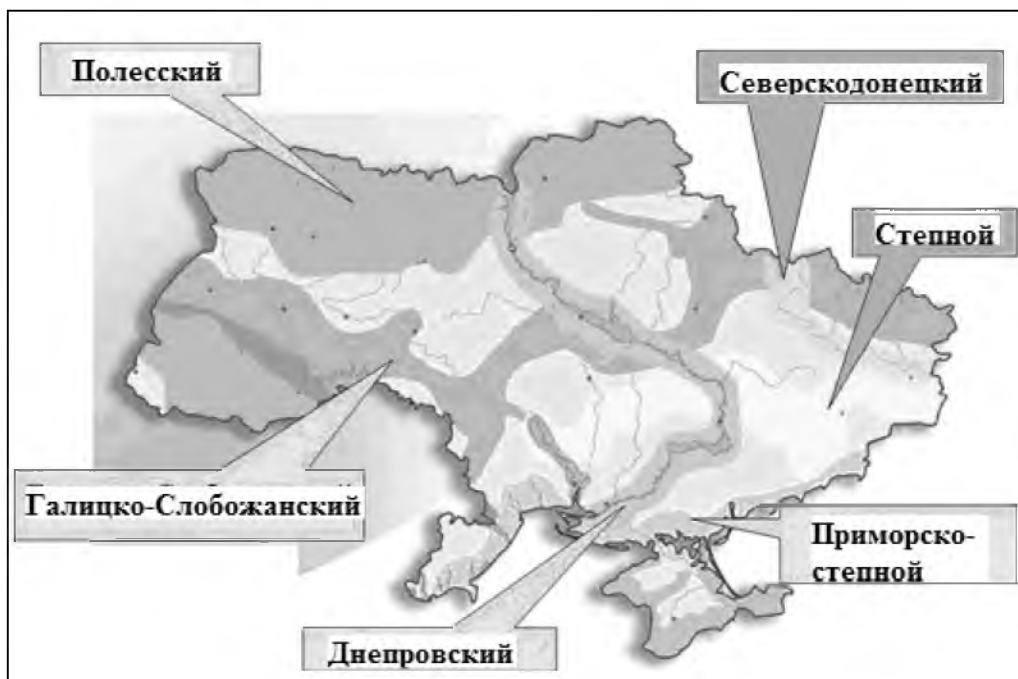 Полесский
Северскодонецкий
Степной
Галицко-Слобожанский
Приморско-
степной
Днепровский